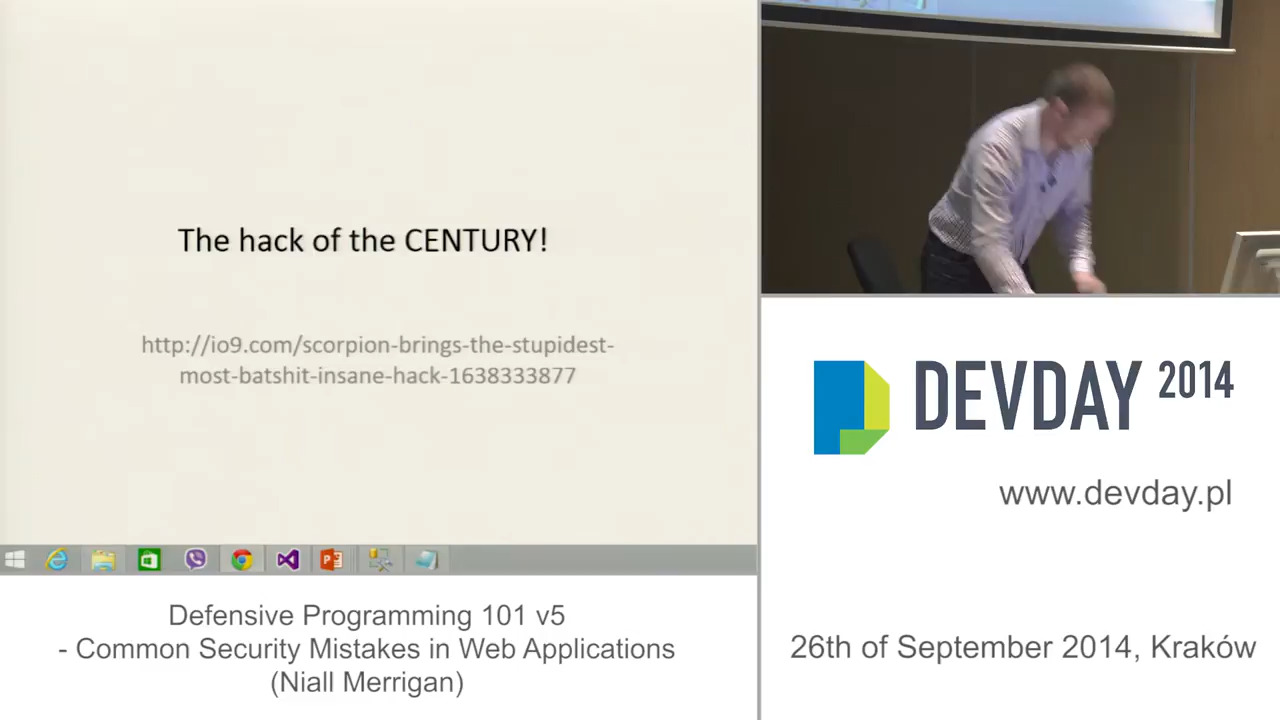 The hack of the CENTURY!
http://io9.com/scorpion-brings-the-stupidest-
most-batshit-insane-hack-1638333877
Defensive Programming 101 v5
- Common Security Mistakes in Web Applications
(Niall Merrigan)
DEVDAY 2014
www.devday.pl
26th of September 2014, Kraków